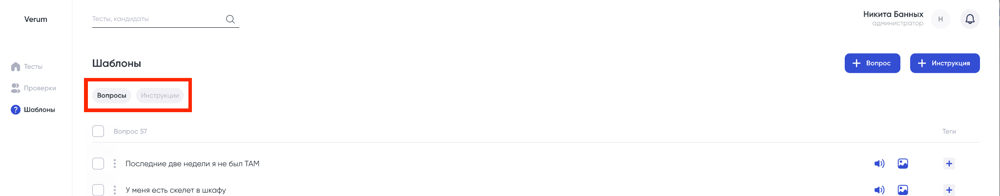 Verum
Тесты, кандидаты
Никита Банных
администратор
Н
Тесты
Проверки
? Шаблоны
Шаблоны
+ Вопрос
+ Инструкция
Вопросы
Инструкции
Вопрос 57
Теги
Последние две недели я не был ТАМ
У меня есть скелет в шкафу